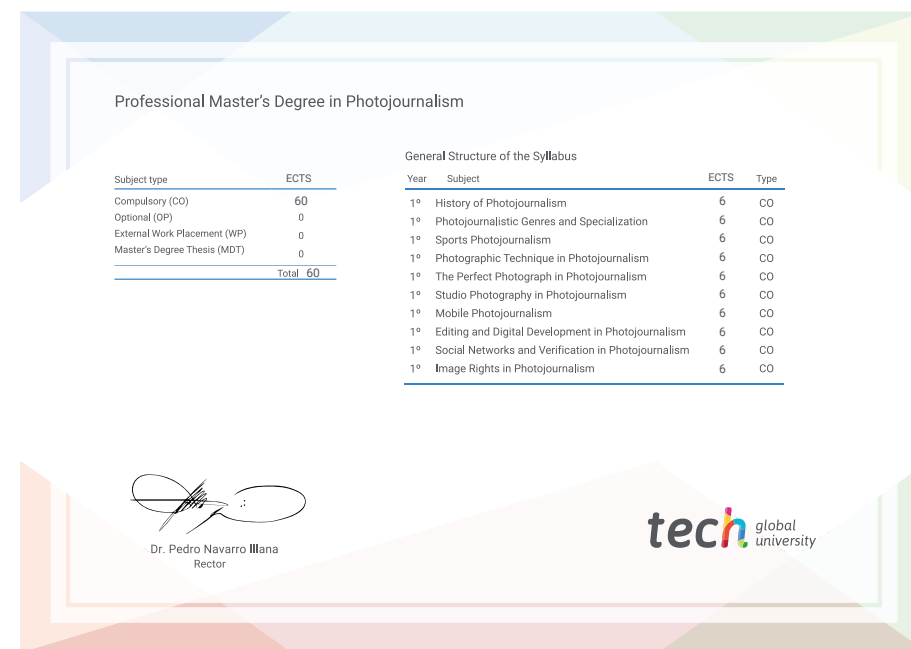 Professional Master's Degree in Photojournalism
Subject type ECTS
Compulsory (CO) 60
Optional (OP) 0
External Work Placement (WP) 0
Master's Degree Thesis (MDT) 0
Total 60
General Structure of the Syllabus
Year Subject ECTS Type
1º History of Photojournalism 6 CO
1º Photojournalistic Genres and Specialization 6 CO
1º Sports Photojournalism 6 CO
1º Photographic Technique in Photojournalism 6 CO
1º The Perfect Photograph in Photojournalism 6 CO
1º Studio Photography in Photojournalism 6 CO
1º Mobile Photojournalism 6 CO
1º Editing and Digital Development in Photojournalism 6 CO
1º Social Networks and Verification in Photojournalism 6 CO
1º Image Rights in Photojournalism 6 CO
Dr. Pedro Navarro Illana
Rector
tech global
university